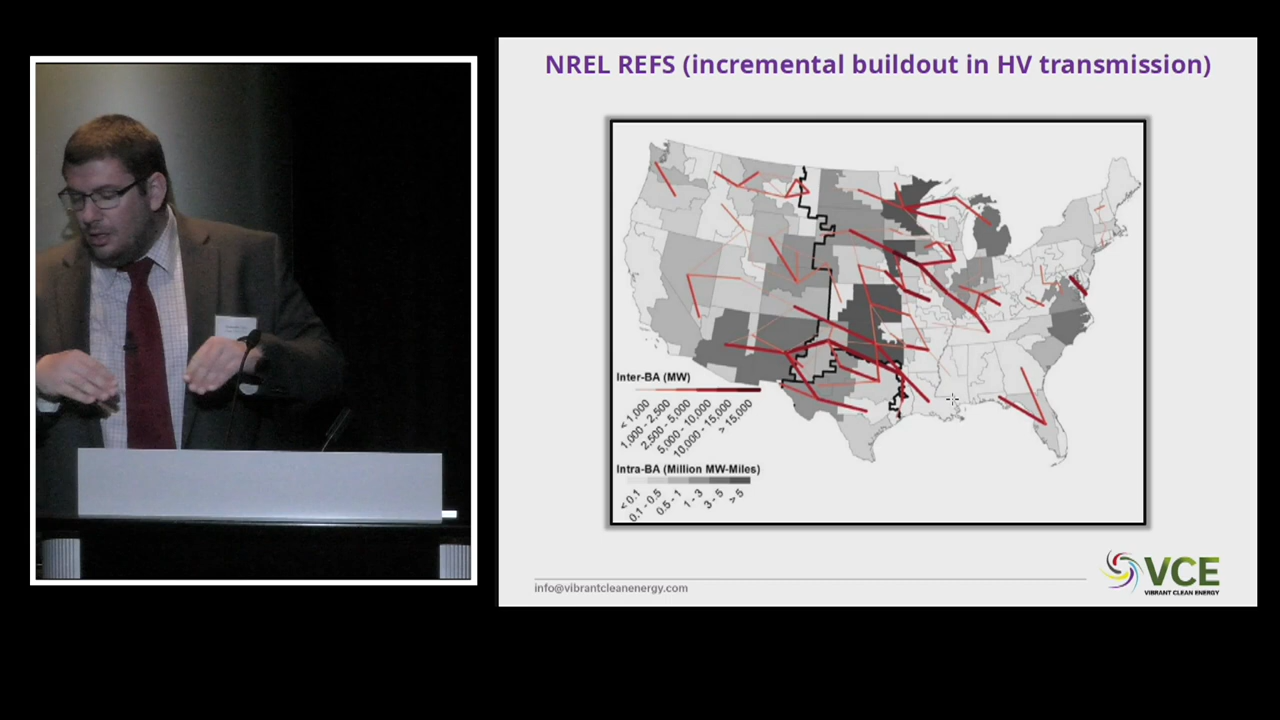 NREL REFS (incremental buildout in HV transmission)
Inter-BA (MW)
< 1,000
1,000 - 2,500
2,500 - 5,000
5,000 - 10,000
10,000 - 15,000
> 15,000
Intra-BA (Million MW-Miles)
< 0.1
0.1 - 0.5
0.5 - 1
1 - 3
3 - 5
> 5
info@vibrantcleanenergy.com
VCE
VIBRANT CLEAN ENERGY